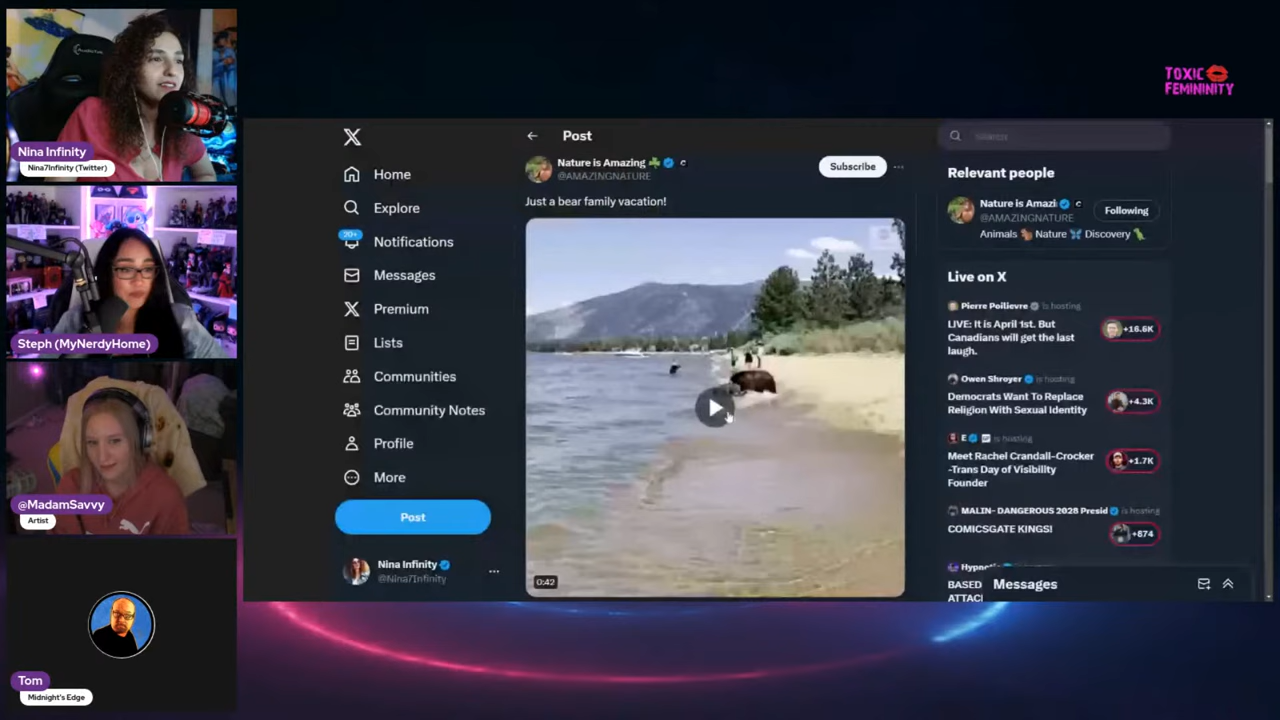 Nina Infinity
Nina7Infinity (Twitter)
Steph (MyNerdyHome)
@MadamSavvy
Artist
Tom
Midnight's Edge
TOXIC
FEMININITY
Home
Explore
20+
Notifications
Messages
Premium
Lists
Communities
Community Notes
Profile
More
Post
Nina Infinity
@Nina7Infinity
Post
Nature is Amazing
@AMAZINGNATURE
Subscribe
Just a bear family vacation!
0:42
Search
Relevant people
Nature is Amazi
@AMAZINGNATURE
Following
Animals Nature Discovery
Live on X
Pierre Poilievre is hosting
LIVE: It is April 1st. But
Canadians will get the last
laugh.
+16.6K
Owen Shroyer is hosting
Democrats Want To Replace
Religion With Sexual Identity
+4.3K
E is hosting
Meet Rachel Crandall-Crocker
-Trans Day of Visibility
Founder
+1.7K
MALIN- DANGEROUS 2028 Presid is hosting
COMICSGATE KINGS!
+874
BASED
Messages